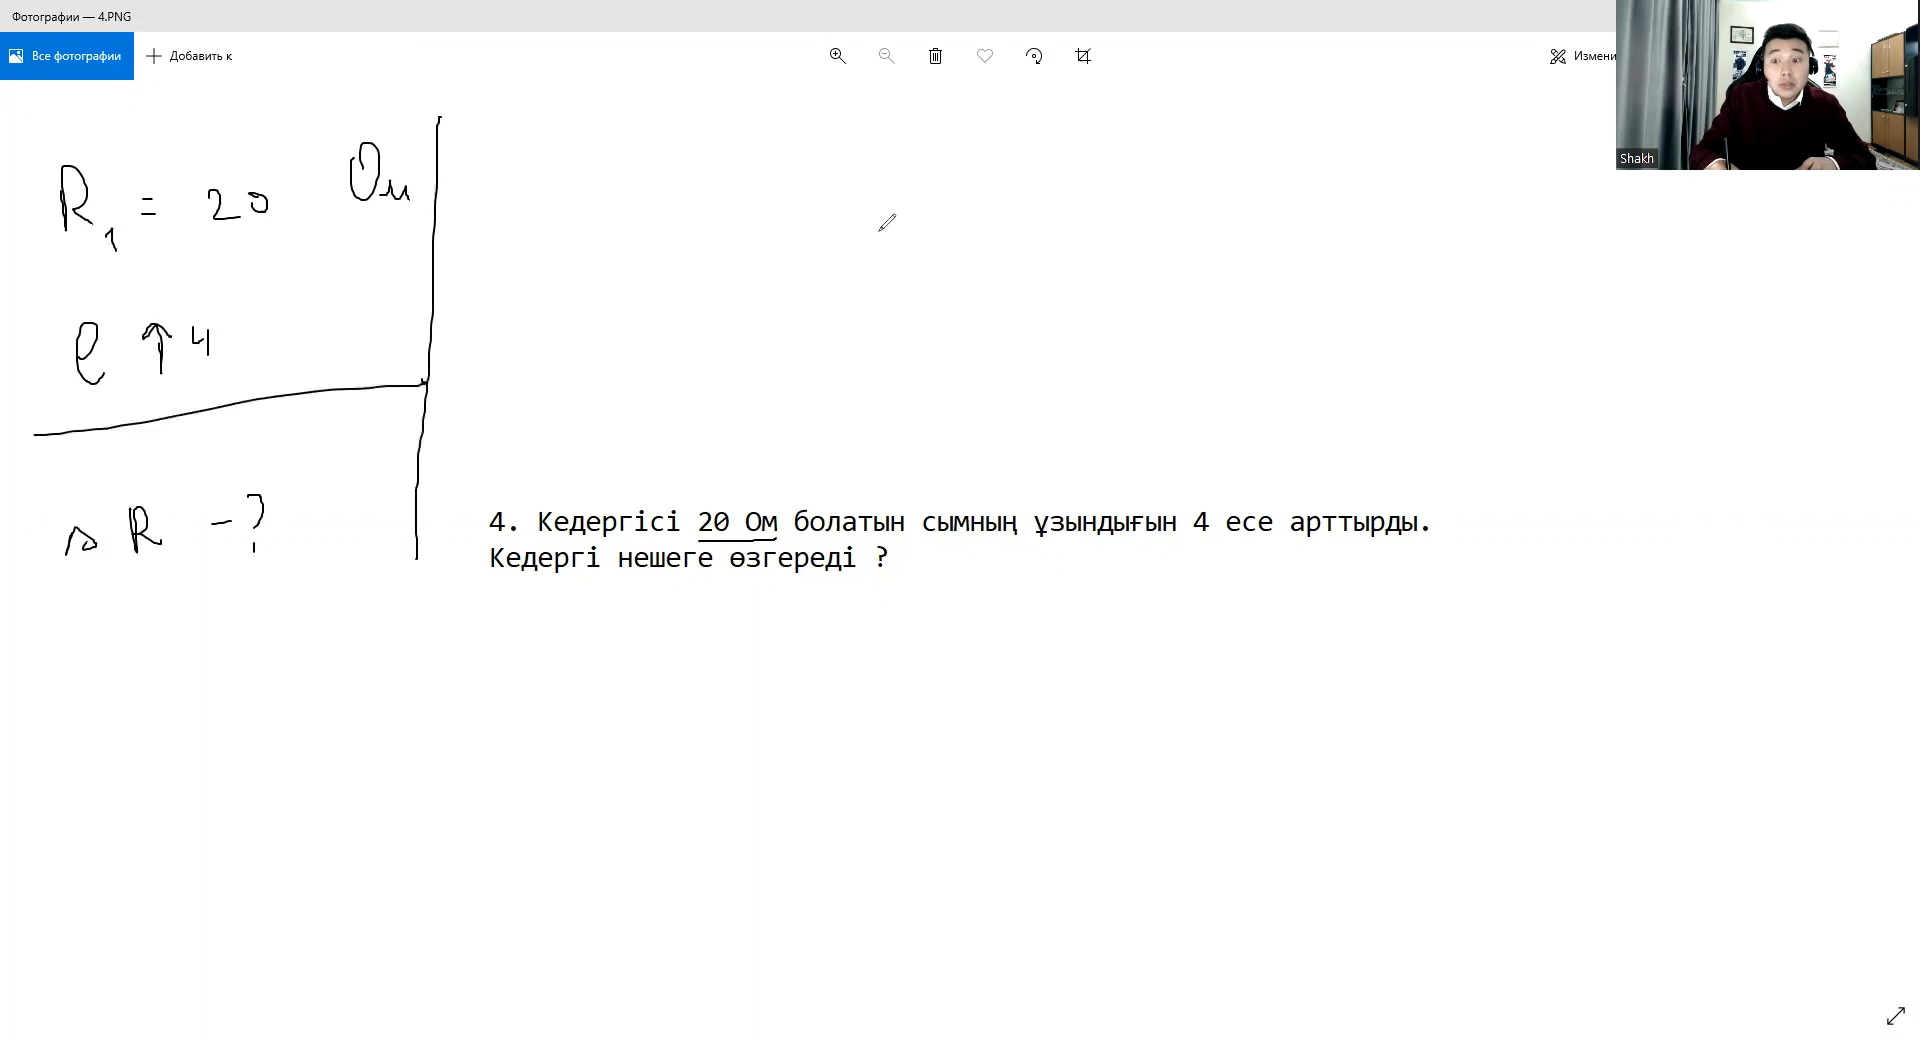 Фотографии — 4.PNG
Все фотографии
Добавить к
Измени
Shakh
R₁ = 20 Ом
ℓ ↑ 4
△ R – ?
4. Кедергісі 20 Ом болатын сымның ұзындығын 4 есе арттырды.
Кедергі нешеге өзгереді ?